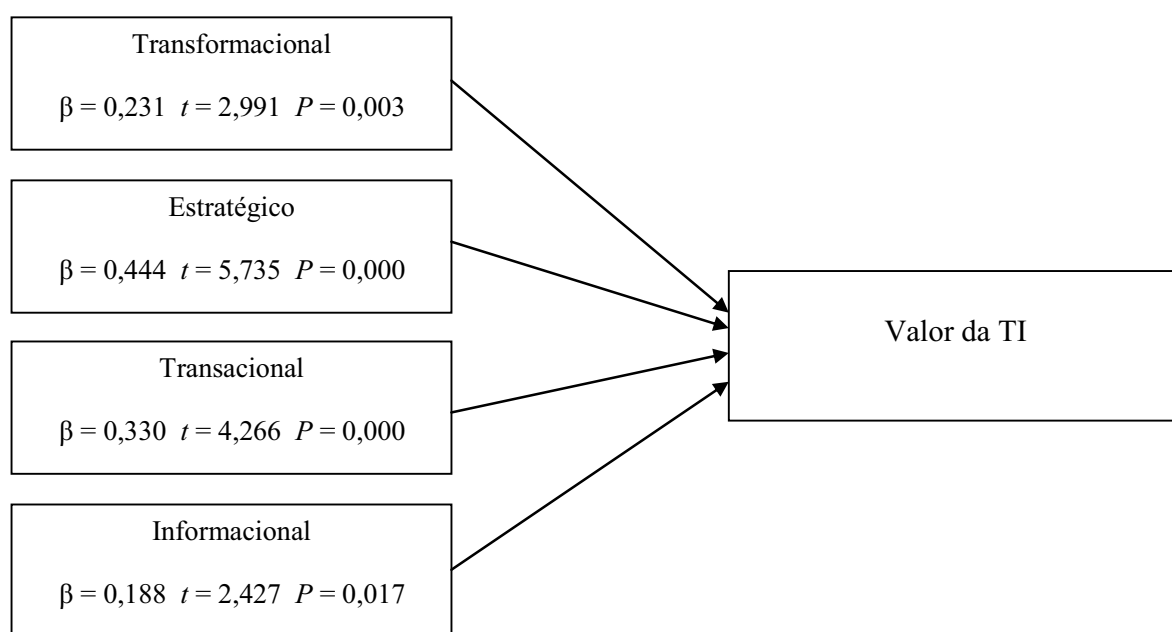 Transformacional
β = 0,231 t = 2,991 P = 0,003
Estratégico
β = 0,444 t = 5,735 P = 0,000
Transacional
β = 0,330 t = 4,266 P = 0,000
Informacional
β = 0,188 t = 2,427 P = 0,017
Valor da TI